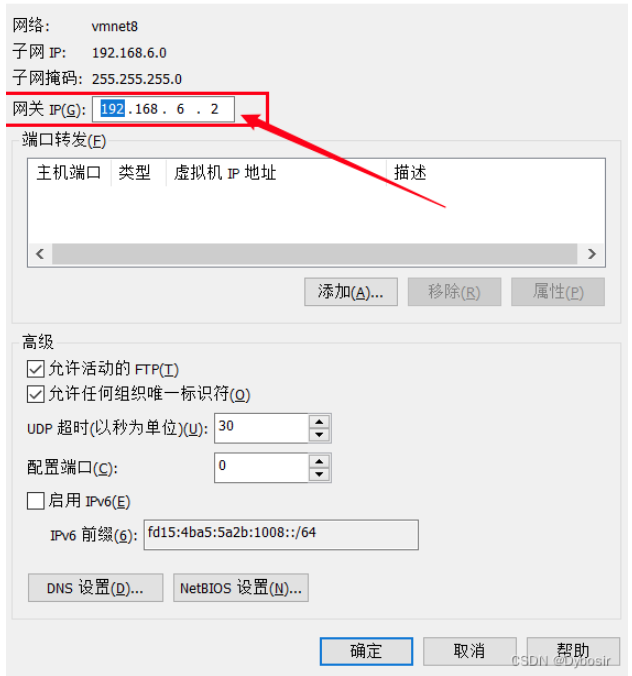 网络: vmnet8
子网 IP: 192.168.6.0
子网掩码: 255.255.255.0
网关 IP(G): 192.168. 6 . 2
端口转发(F)
主机端口 类型 虚拟机 IP 地址 描述
添加(A)... 移除(R) 属性(P)
高级
允许活动的 FTP(T)
允许任何组织唯一标识符(O)
UDP 超时(以秒为单位)(U): 30
配置端口(C): 0
启用 IPv6(E)
IPv6 前缀(6): fd15:4ba5:5a2b:1008::/64
DNS 设置(D)... NetBIOS 设置(N)...
确定 取消 帮助
CSDN @Dybosir